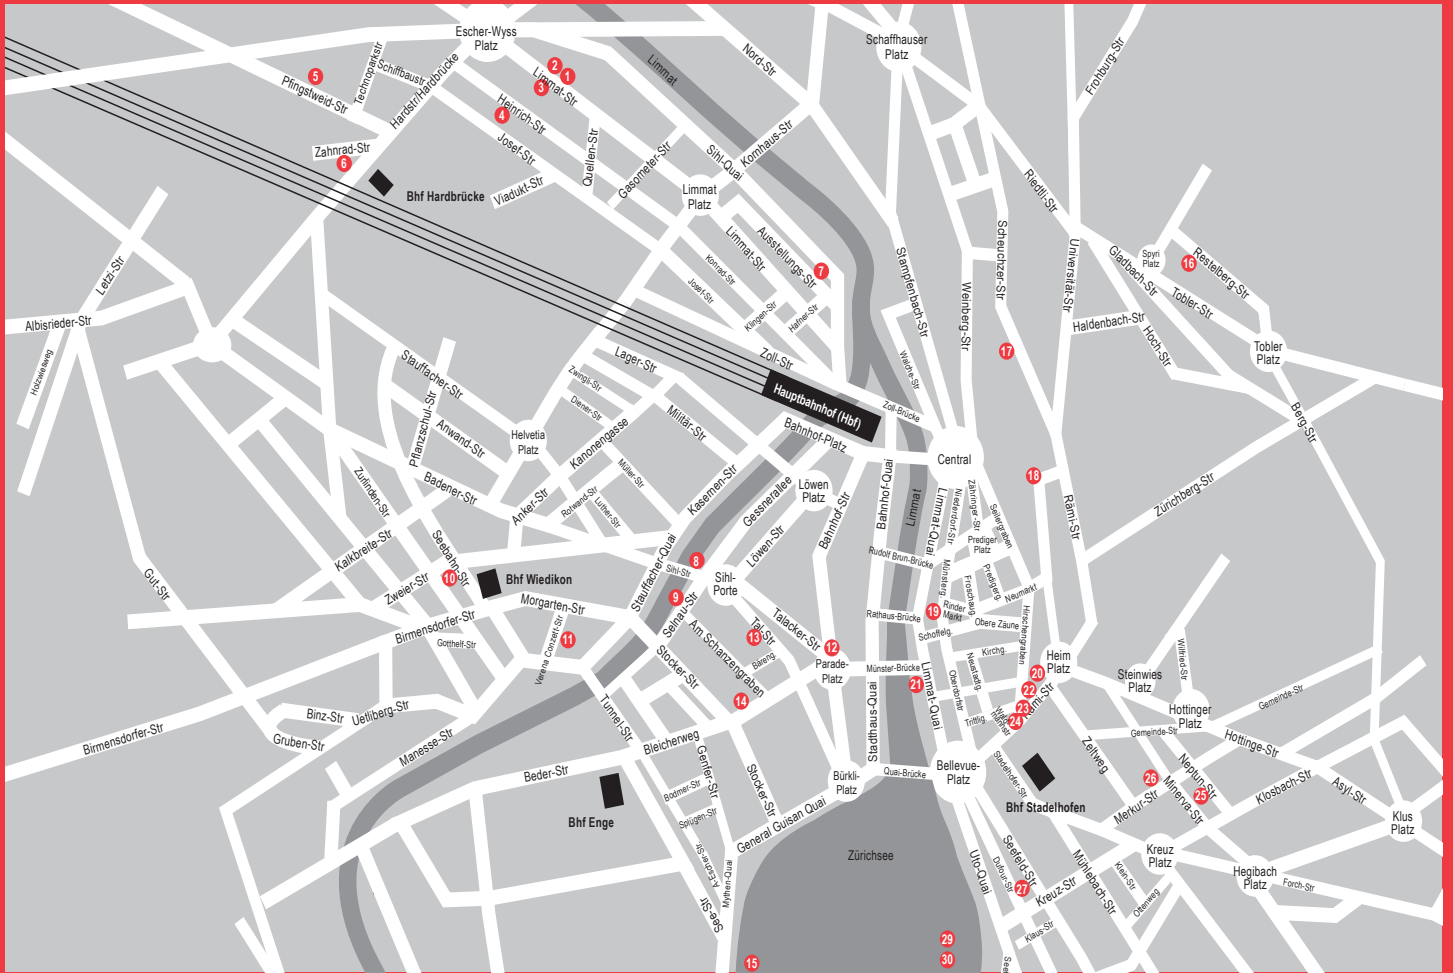 Escher-Wyss
Platz
Schaffhauser
Platz
Limmat
Nord-Str
Frohburg-Str
Technoparkstr
Schiffbaustr
Hardstr/Hardbrücke
Pfingstweid-Str
5
2
1
3
Limmat-Str
4
Heinrich-Str
Josef-Str
Zahnrad-Str
6
Bhf Hardbrücke
Viadukt-Str
Quellen-Str
Gasometer-Str
Sihl-Quai
Kornhaus-Str
Limmat
Platz
Limmat-Str
Ausstellungs-Str
7
Konrad-Str
Josef-Str
Klingen-Str
Hafner-Str
Zoll-Str
Riedtli-Str
Scheuchzer-Str
Universität-Str
Stampfenbach-Str
Weinberg-Str
Walche-Str
Gladbach-Str
Spyri
Platz
16
Restelberg-Str
Tobler-Str
Haldenbach-Str
Hoch-Str
Tobler
Platz
Berg-Str
17
Letzi-Str
Albisrieder-Str
Holzwiesweg
Stauffacher-Str
Lager-Str
Zwingli-Str
Diener-Str
Hauptbahnhof (Hbf)
Zoll-Brücke
Bahnhof-Platz
Central
Pflanzschul-Str
Anwand-Str
Helvetia
Platz
Kanonengasse
Militär-Str
Müller-Str
Badener-Str
Zurlinden-Str
Anker-Str
Rotwand-Str
Luther-Str
Kasernen-Str
Gessnerallee
Löwen
Platz
Löwen-Str
Bahnhof-Str
Bahnhof-Quai
Limmat
Limmat-Quai
Niederdorf-Str
Zähringer-Str
Seilergraben
Prediger
Platz
18
Rämi-Str
Zürichberg-Str
Kalkbreite-Str
Seebahn-Str
Zweier-Str
10
Bhf Wiedikon
Gut-Str
Birmensdorfer-Str
Gotthelf-Str
Morgarten-Str
Verena Conzett-Str
11
Stauffacher-Quai
8
Sihl-Str
Sihl-
Porte
9
Selnau-Str
Am Schanzengraben
Stocker-Str
Tal-Str
13
Bäreng.
Talacker-Str
12
Parade-
Platz
14
Rudolf Brun-Brücke
Rathaus-Brücke
Münster-Brücke
Münsterg
19
Rinder
Markt
Froschaug
Predigerg.
Neumarkt
Obere Zäune
Schoffelg.
Kirchg.
Hirschengraben
Neustadtg.
Oberdorfstr
Trittlig.
21
Limmat-Quai
Heim
Platz
20
22
Rämi-Str
23
24
Steinwies
Platz
Wilfried-Str
Hottinger
Platz
Gemeinde-Str
Gemeinde-Str
Hottinge-Str
Zeltweg
Neptun-Str
25
26
Minerva-Str
Merkur-Str
Klosbach-Str
Asyl-Str
Klus
Platz
Binz-Str
Uetliberg-Str
Gruben-Str
Birmensdorfer-Str
Manesse-Str
Tunnel-Str
Bleicherweg
Beder-Str
Bhf Enge
Genfer-Str
Bodmer-Str
Splügen-Str
Stocker-Str
General Guisan Quai
A.Escher-Str
Mythen-Quai
See-Str
Bürkli-
Platz
Stadthaus-Quai
Quai-Brücke
Bellevue-
Platz
Stadelhofer-Str
Bhf Stadelhofen
Zürichsee
Uto-Quai
Seefeld-Str
Dufour-Str
27
Kreuz-Str
Klaus-Str
Mühlebach-Str
Klein-Str
Ottenweg
Kreuz
Platz
Hegibach
Platz
Forch-Str
15
29
30